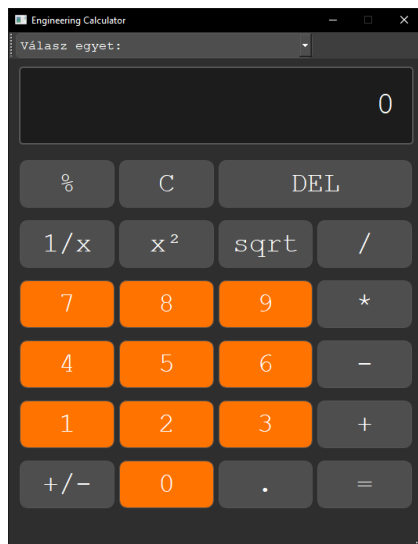 Engineering Calculator
Válasz egyet:
0
% C DEL
1/x x² sqrt /
7 8 9 *
4 5 6 -
1 2 3 +
+/- 0 . =